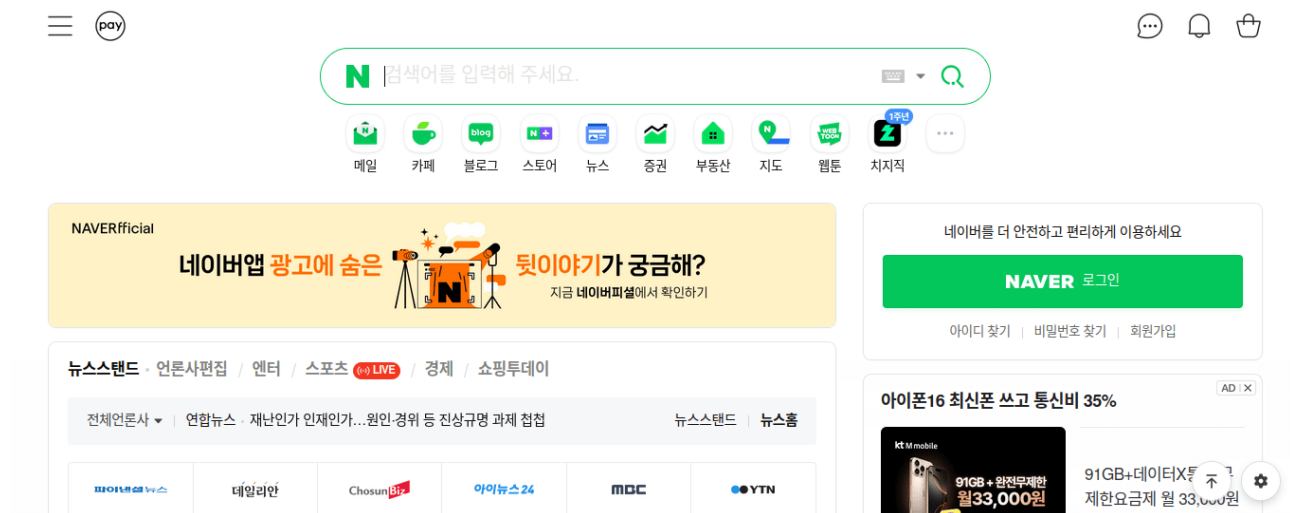 pay
N 검색어를 입력해 주세요.
N
blog
N+
N
WEB TOON
1주년
메일 카페 블로그 스토어 뉴스 증권 부동산 지도 웹툰 치지직
NAVERfficial
네이버앱 광고에 숨은 뒷이야기가 궁금해?
N
지금 네이버피셜에서 확인하기
네이버를 더 안전하고 편리하게 이용하세요
NAVER 로그인
아이디 찾기 비밀번호 찾기 회원가입
뉴스스탠드 · 언론사편집 / 엔터 / 스포츠 LIVE / 경제 / 쇼핑투데이
전체언론사 연합뉴스 · 재난인가 인재인가…원인·경위 등 진상규명 과제 첩첩 뉴스스탠드 뉴스홈
파이낸셜뉴스 데일리안 ChosunBiz 아이뉴스24 MBC YTN
AD X
아이폰16 최신폰 쓰고 통신비 35%
kt M mobile
91GB + 완전무제한
월33,000원
제한요금제 월 33,000원